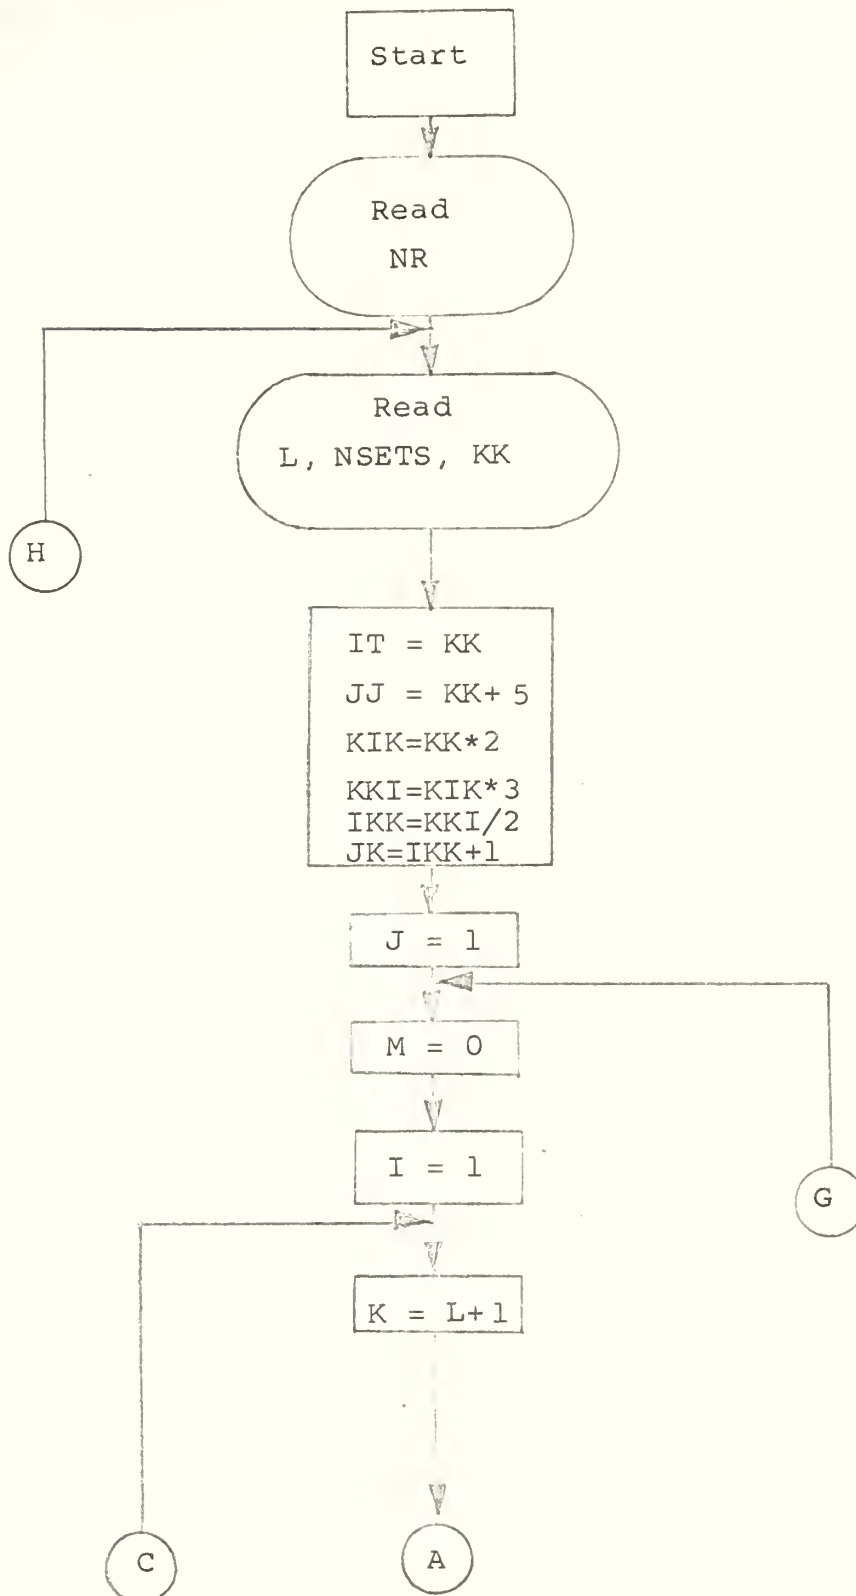 Start
Read
NR
Read
L, NSETS, KK
H
IT = KK
JJ = KK+ 5
KIK=KK*2
KKI=KIK*3
IKK=KKI/2
JK=IKK+1
J = 1
M = 0
I = 1
G
K = L+1
C
A